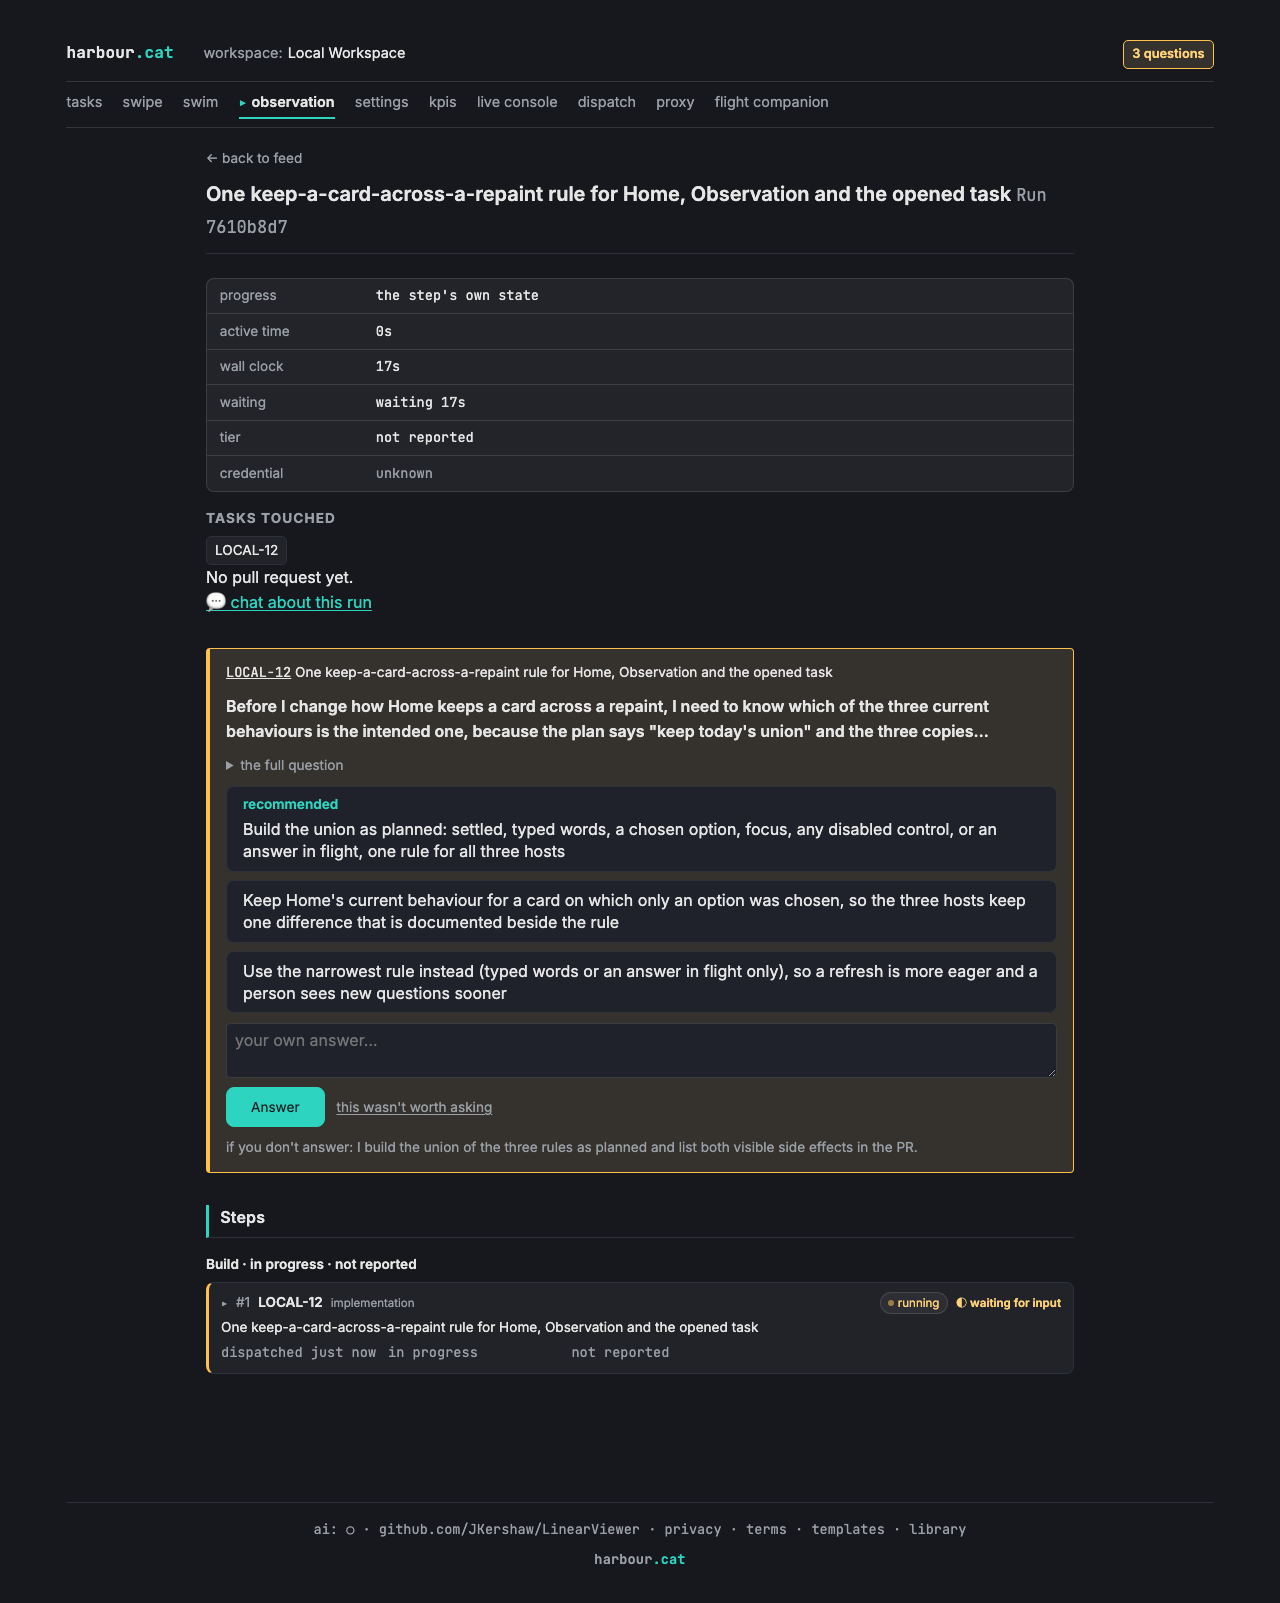 harbour.cat workspace: Local Workspace 3 questions
tasks swipe swim ▸ observation settings kpis live console dispatch proxy flight companion
← back to feed
One keep-a-card-across-a-repaint rule for Home, Observation and the opened task Run
7610b8d7
progress the step's own state
active time 0s
wall clock 17s
waiting waiting 17s
tier not reported
credential unknown
TASKS TOUCHED
LOCAL-12
No pull request yet.
💬 chat about this run
LOCAL-12 One keep-a-card-across-a-repaint rule for Home, Observation and the opened task
Before I change how Home keeps a card across a repaint, I need to know which of the three current
behaviours is the intended one, because the plan says "keep today's union" and the three copies…
▶ the full question
recommended
Build the union as planned: settled, typed words, a chosen option, focus, any disabled control, or an
answer in flight, one rule for all three hosts
Keep Home's current behaviour for a card on which only an option was chosen, so the three hosts keep
one difference that is documented beside the rule
Use the narrowest rule instead (typed words or an answer in flight only), so a refresh is more eager and a
person sees new questions sooner
your own answer…
Answer this wasn't worth asking
if you don't answer: I build the union of the three rules as planned and list both visible side effects in the PR.
Steps
Build · in progress · not reported
▸ #1 LOCAL-12 implementation ● running ◐ waiting for input
One keep-a-card-across-a-repaint rule for Home, Observation and the opened task
dispatched just now in progress not reported
ai: ○ · github.com/JKershaw/LinearViewer · privacy · terms · templates · library
harbour.cat